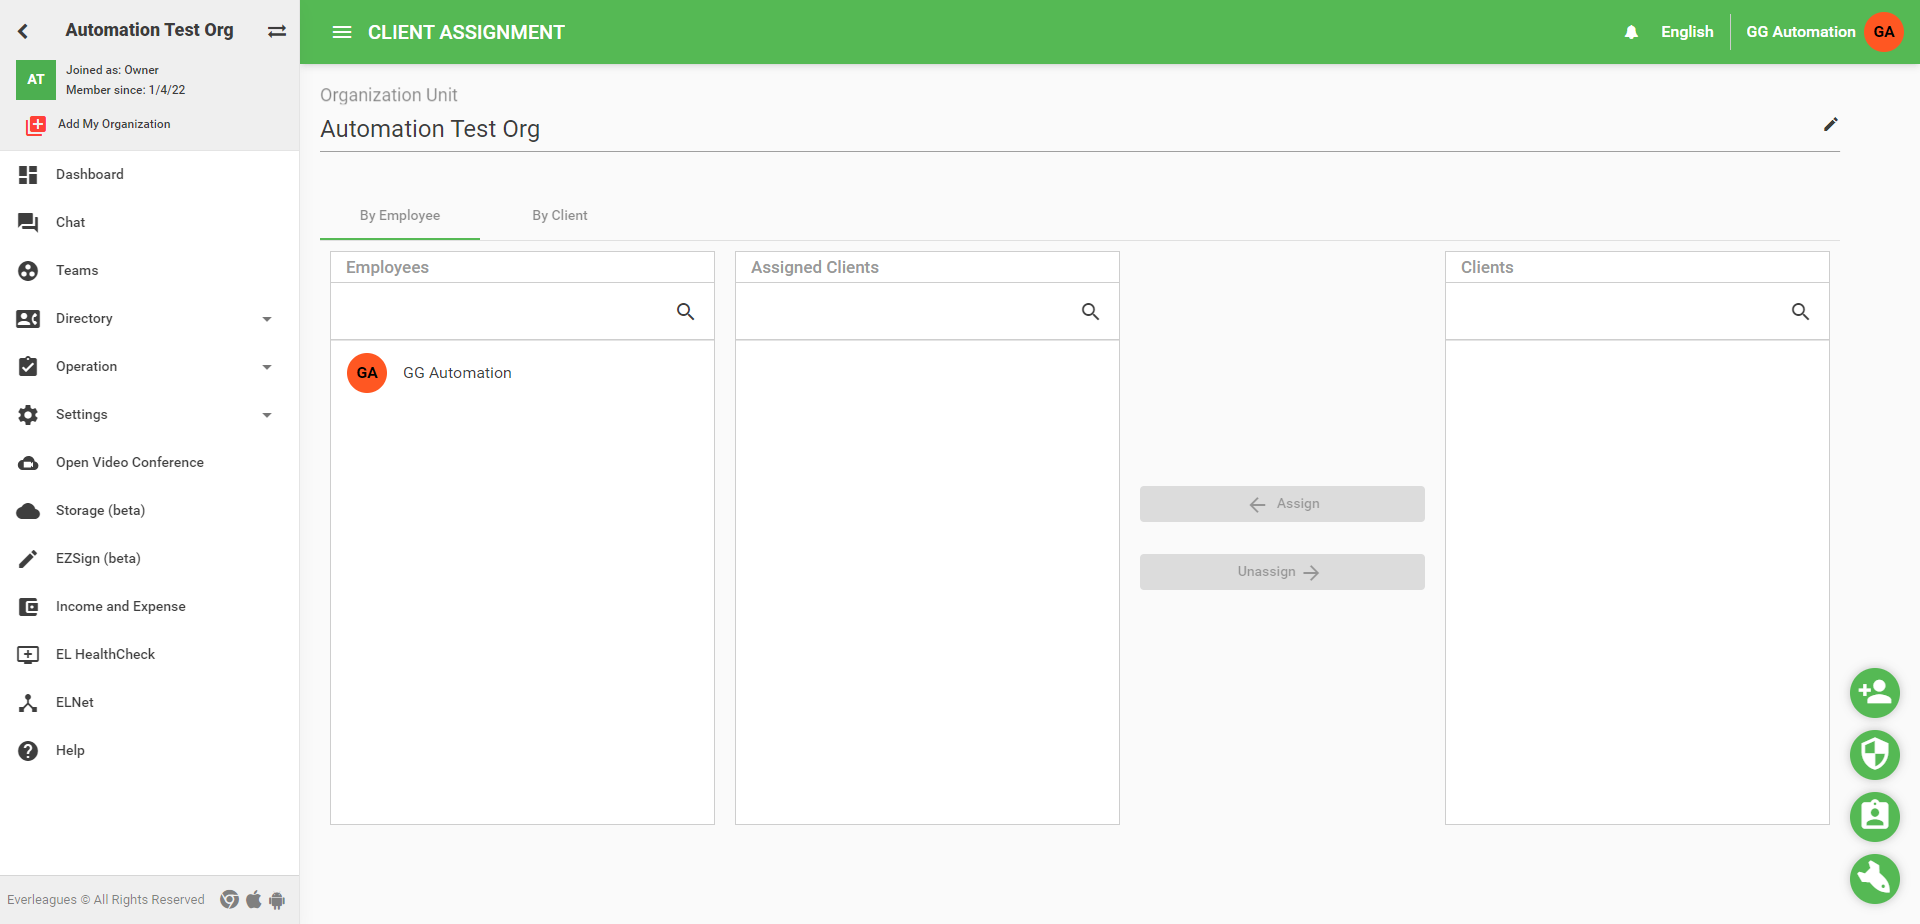 Automation Test Org
AT
Joined as: Owner
Member since: 1/4/22
Add My Organization
Dashboard
Chat
Teams
Directory
Operation
Settings
Open Video Conference
Storage (beta)
EZSign (beta)
Income and Expense
EL HealthCheck
ELNet
Help
Everleagues © All Rights Reserved
CLIENT ASSIGNMENT
English
GG Automation
GA
Organization Unit
Automation Test Org
By Employee
By Client
Employees
GA
GG Automation
Assigned Clients
Assign
Unassign
Clients